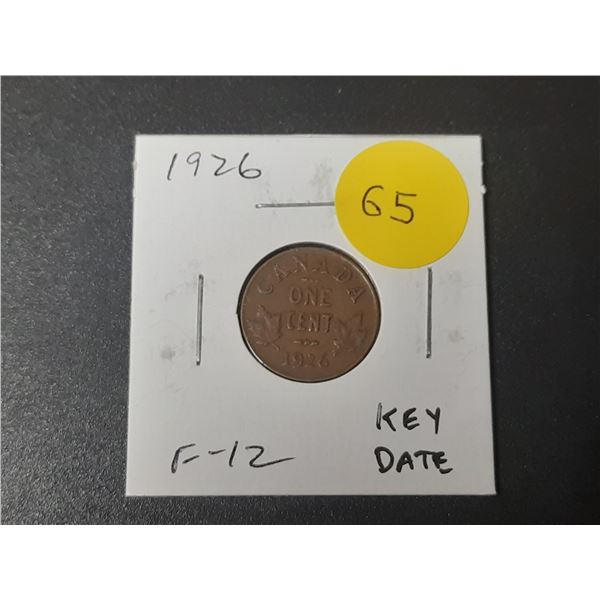 1926
65
CANADA
ONE
CENT
1926
F-12
KEY
DATE